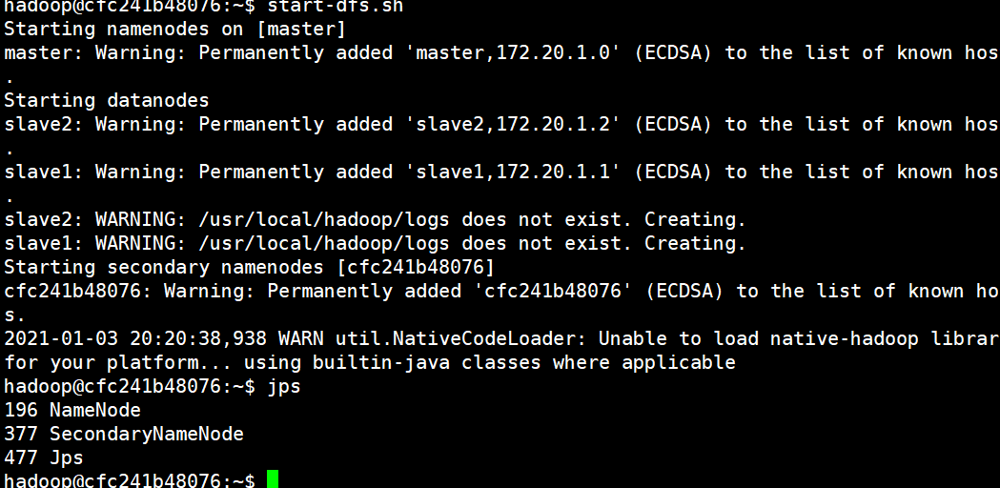 hadoop@cfc241b48076:~$ start-dfs.sh
Starting namenodes on [master]
master: Warning: Permanently added 'master,172.20.1.0' (ECDSA) to the list of known hos
.
Starting datanodes
slave2: Warning: Permanently added 'slave2,172.20.1.2' (ECDSA) to the list of known hos
.
slave1: Warning: Permanently added 'slave1,172.20.1.1' (ECDSA) to the list of known hos
.
slave2: WARNING: /usr/local/hadoop/logs does not exist. Creating.
slave1: WARNING: /usr/local/hadoop/logs does not exist. Creating.
Starting secondary namenodes [cfc241b48076]
cfc241b48076: Warning: Permanently added 'cfc241b48076' (ECDSA) to the list of known ho
s.
2021-01-03 20:20:38,938 WARN util.NativeCodeLoader: Unable to load native-hadoop librar
for your platform... using builtin-java classes where applicable
hadoop@cfc241b48076:~$ jps
196 NameNode
377 SecondaryNameNode
477 Jps
hadoop@cfc241b48076:~$